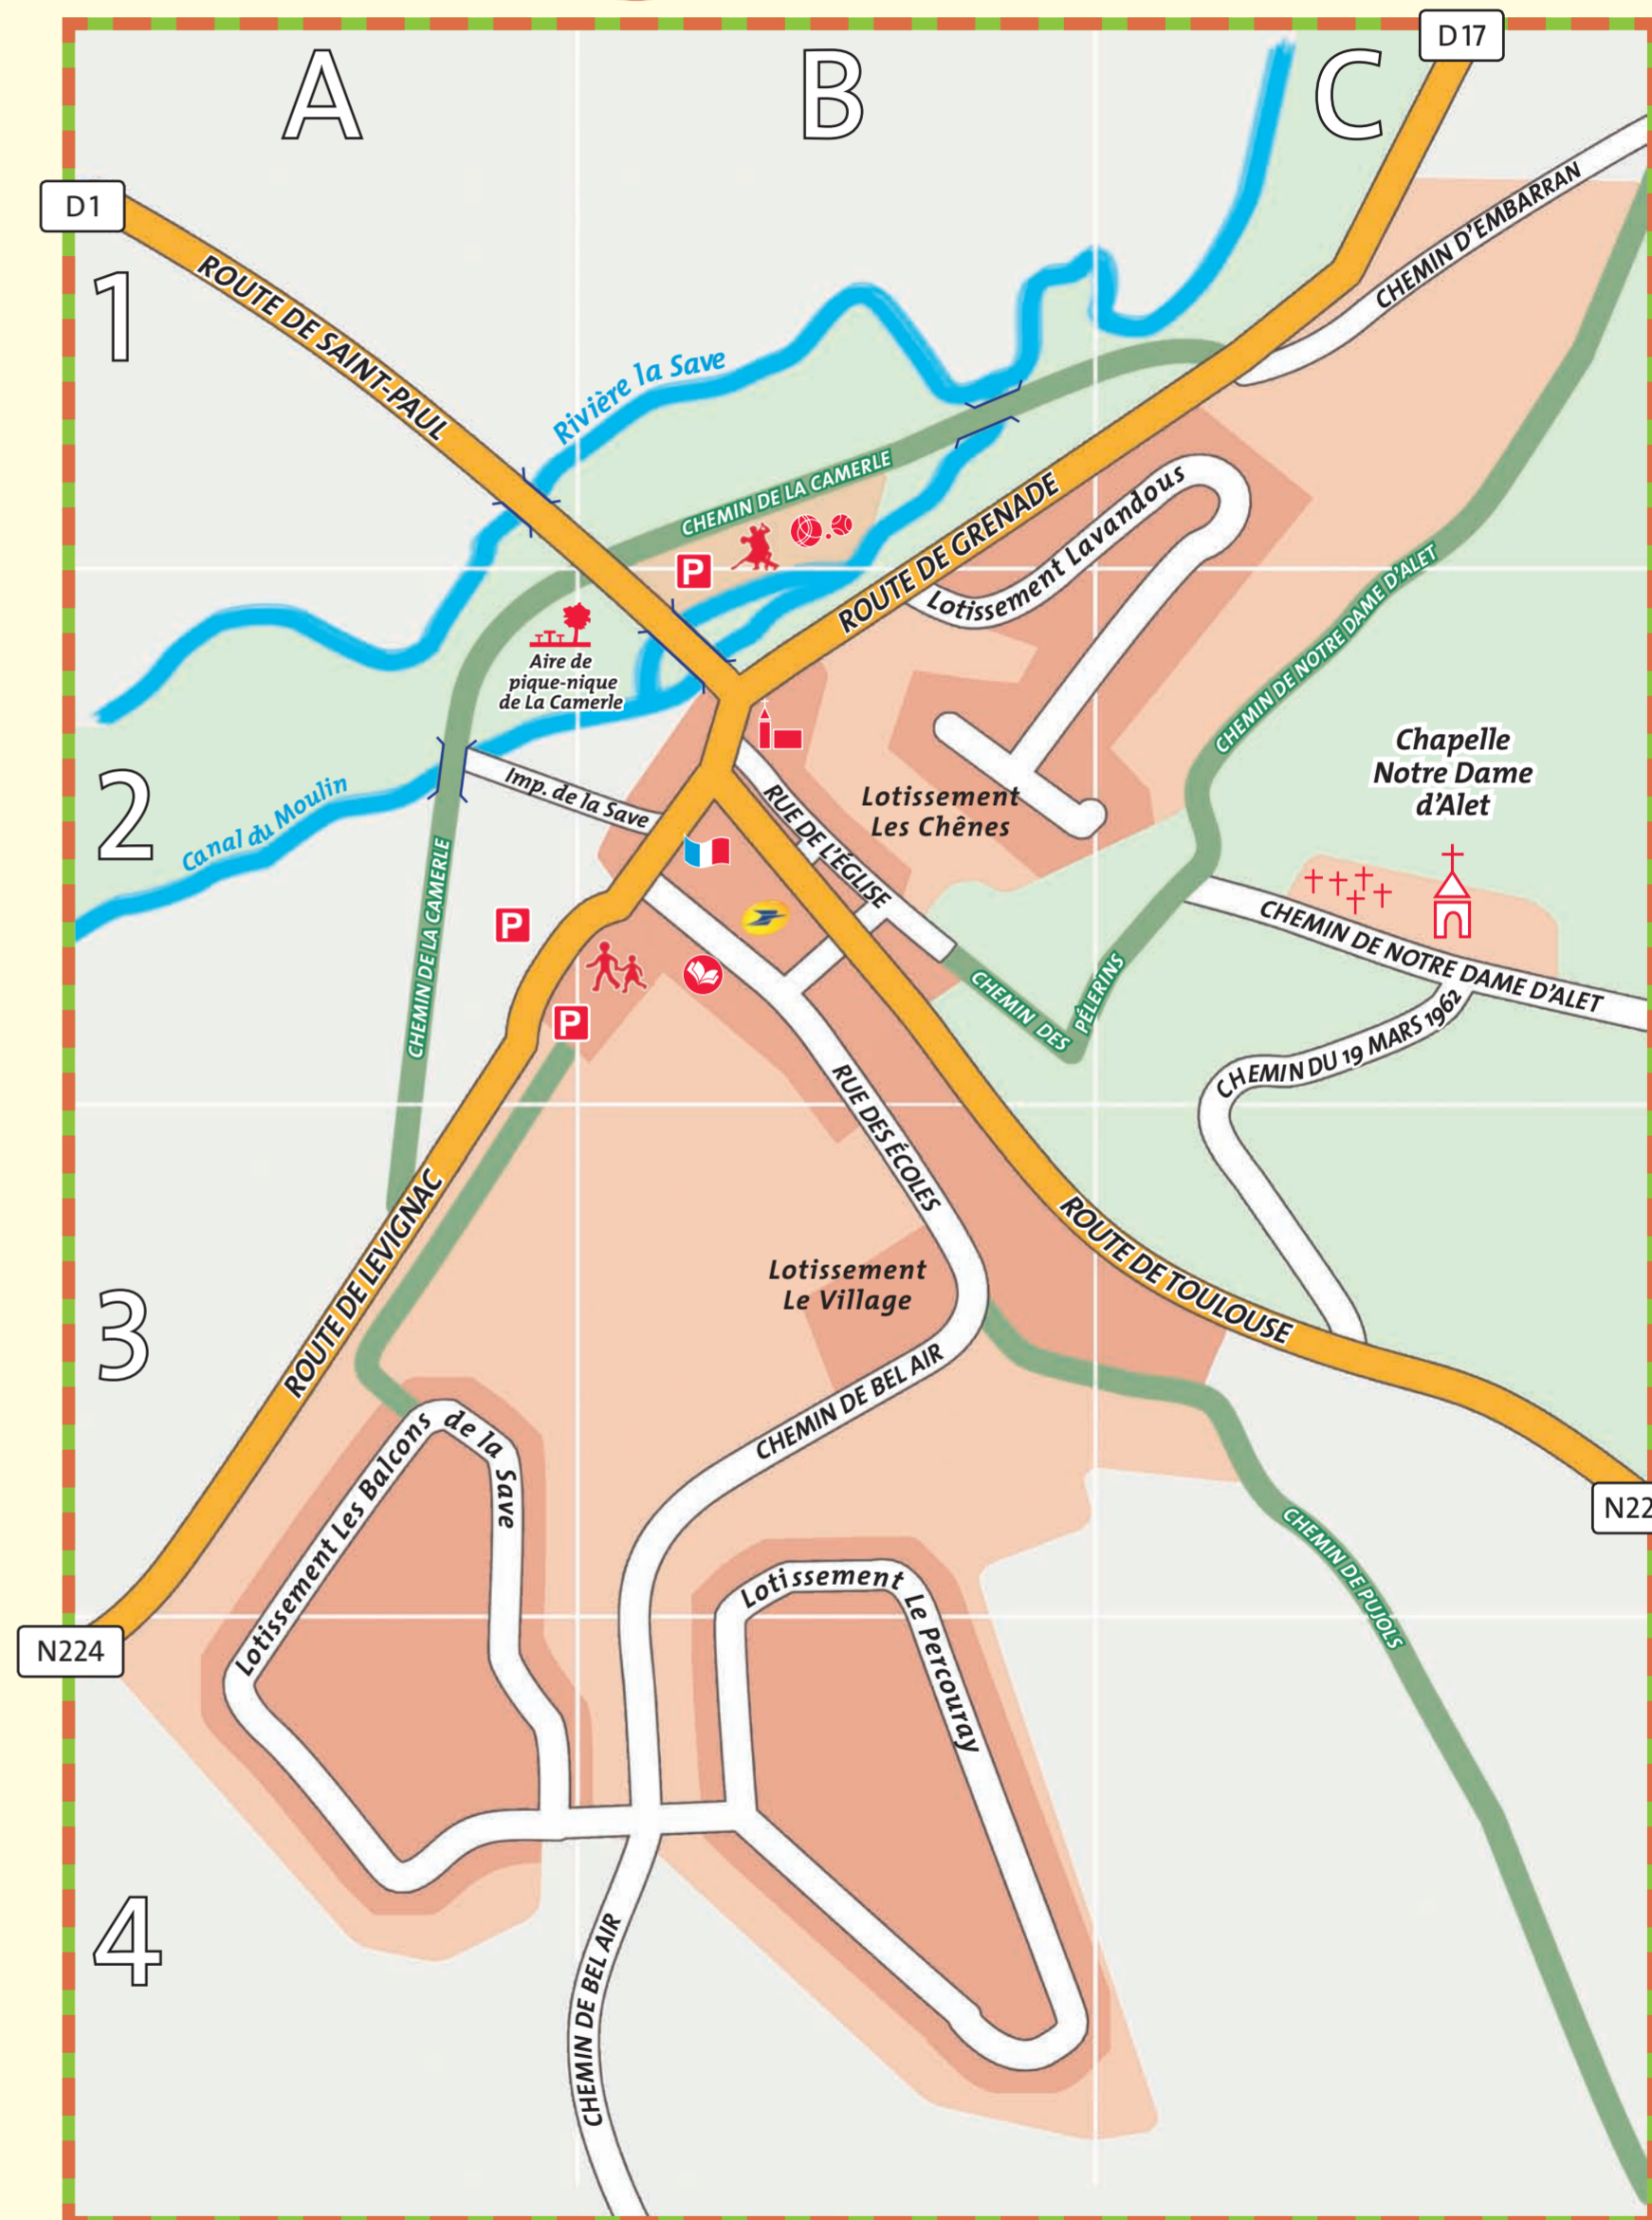 D 17
A
B
C
D 1
1
ROUTE DE SAINT-PAUL
CHEMIN D'EMBARRAN
Rivière la Save
CHEMIN DE LA CAMERLE
ROUTE DE GRENADE
Lotissement Lavandous
P
CHEMIN DE NOTRE DAME D'ALET
Aire de
pique-nique
de La Camerle
Chapelle
Notre Dame
d'Alet
2
Canal du Moulin
Imp. de la Save
RUE DE L'ÉGLISE
Lotissement
Les Chênes
CHEMIN DE LA CAMERLE
P
CHEMIN DE NOTRE DAME D'ALET
CHEMIN DES
PÉLERINS
P
CHEMIN DU 19 MARS 1962
RUE DES ÉCOLES
ROUTE DE LEVIGNAC
ROUTE DE TOULOUSE
3
Lotissement
Le Village
CHEMIN DE BEL AIR
Lotissement Les Balcons de la Save
N22
CHEMIN DE PUJOLS
N224
Lotissement Le Percouray
4
CHEMIN DE BEL AIR